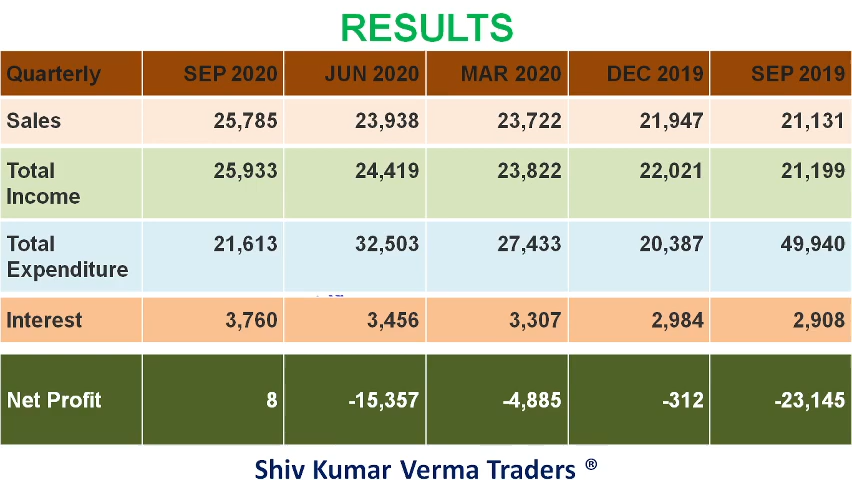 RESULTS
Quarterly SEP 2020 JUN 2020 MAR 2020 DEC 2019 SEP 2019
Sales 25,785 23,938 23,722 21,947 21,131
Total Income 25,933 24,419 23,822 22,021 21,199
Total Expenditure 21,613 32,503 27,433 20,387 49,940
Interest 3,760 3,456 3,307 2,984 2,908
Net Profit 8 -15,357 -4,885 -312 -23,145
Shiv Kumar Verma Traders ®